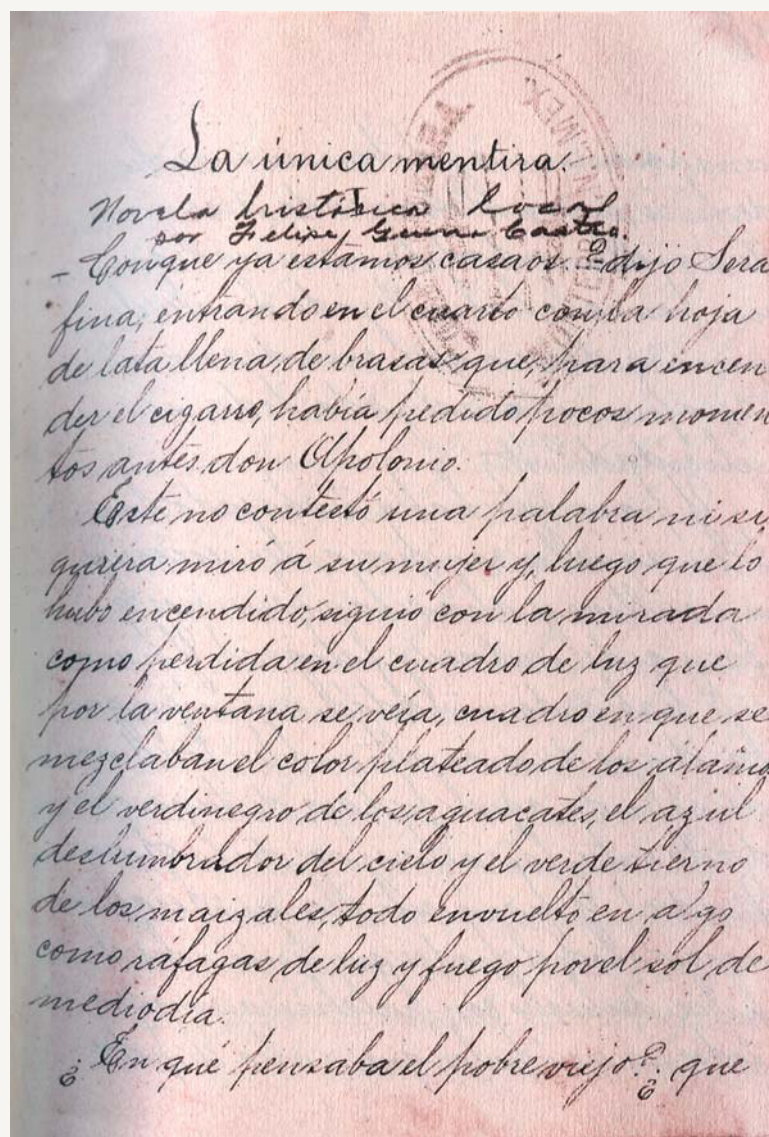 La única mentira.
Novela histórica local
por Felipe Guerra Castro.
– Conque ya estamos casaos? dijo Sera
fina, entrando en el cuarto con la hoja
de lata llena de brasas que, para encen
der el cigarro, había pedido pocos momen
tos antes don Apolonio.
Este no contestó una palabra ni si
quiera miró á su mujer y, luego que lo
hubo encendido, siguió con la mirada
como perdida en el cuadro de luz que
por la ventana se veía, cuadro en que se
mezclaban el color plateado de los álamos
y el verdinegro de los aguacates, el azul
deslumbrador del cielo y el verde tierno
de los maizales, todo envuelto en algo
como ráfagas de luz y fuego por el sol de
mediodía.
¿En qué pensaba el pobre viejo? ¿que